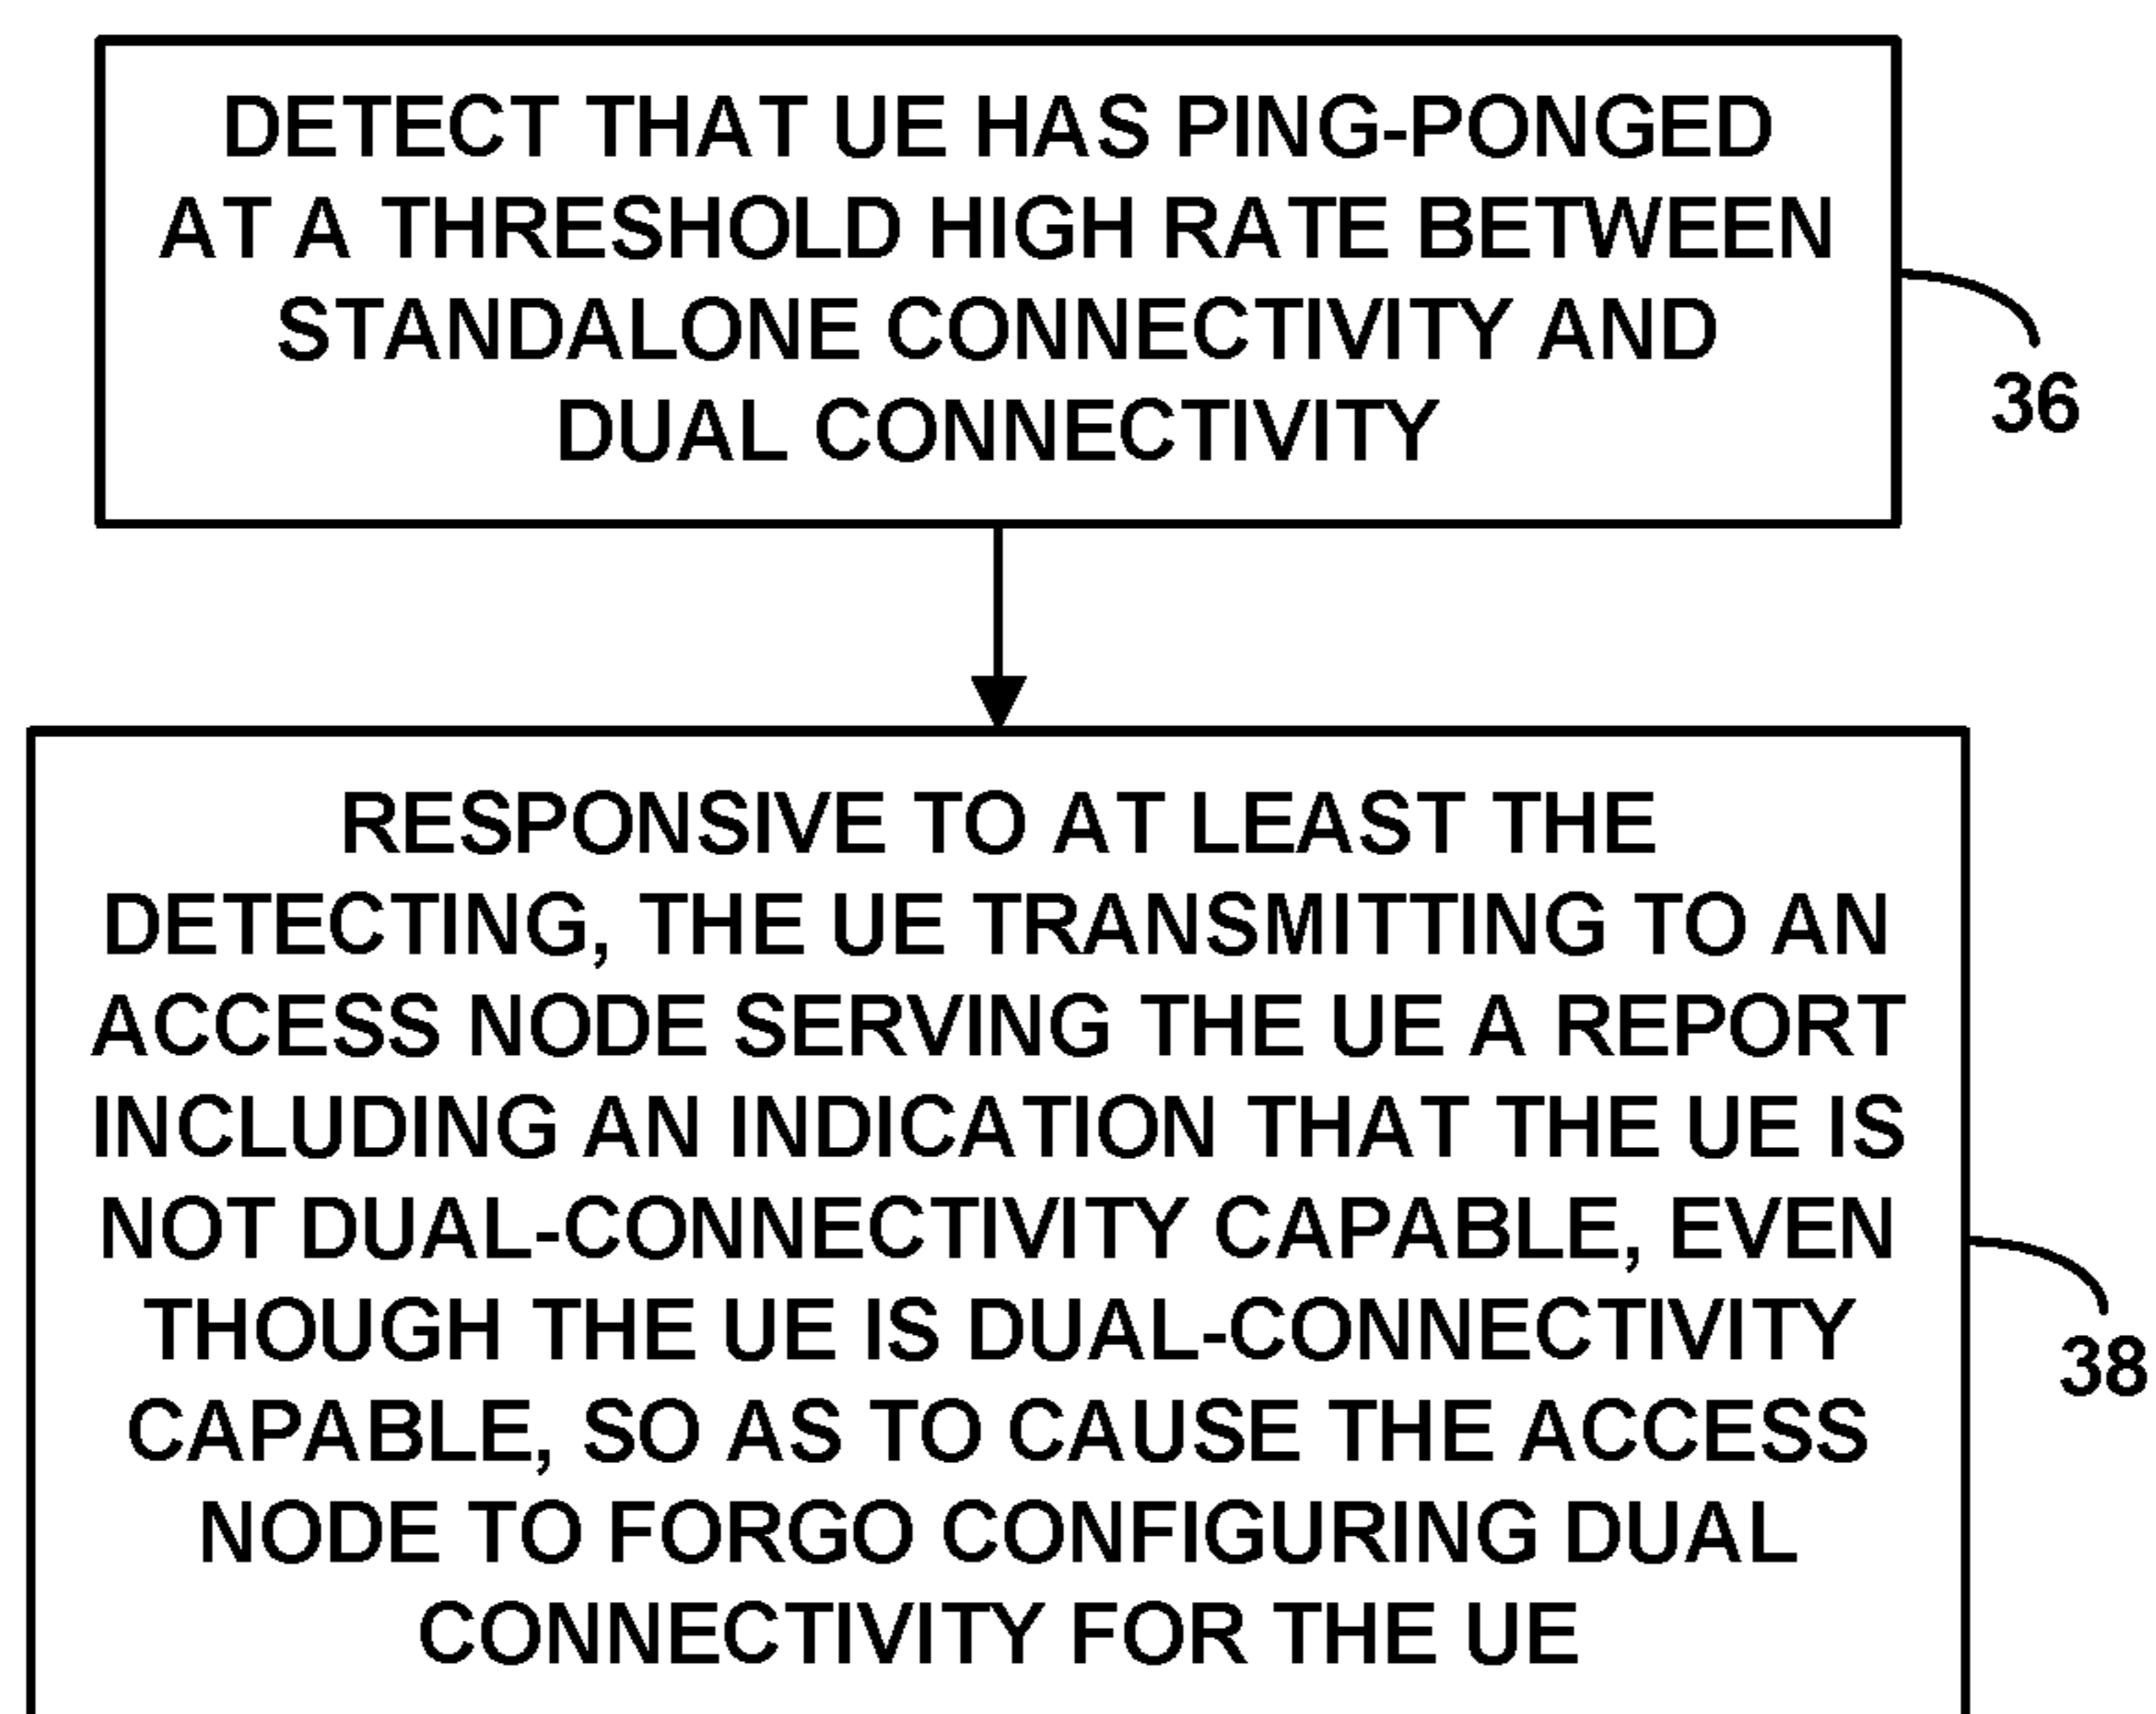 DETECT THAT UE HAS PING-PONGED
AT A THRESHOLD HIGH RATE BETWEEN
STANDALONE CONNECTIVITY AND
DUAL CONNECTIVITY
36
RESPONSIVE TO AT LEAST THE
DETECTING, THE UE TRANSMITTING TO AN
ACCESS NODE SERVING THE UE A REPORT
INCLUDING AN INDICATION THAT THE UE IS
NOT DUAL-CONNECTIVITY CAPABLE, EVEN
THOUGH THE UE IS DUAL-CONNECTIVITY
CAPABLE, SO AS TO CAUSE THE ACCESS
NODE TO FORGO CONFIGURING DUAL
CONNECTIVITY FOR THE UE
38